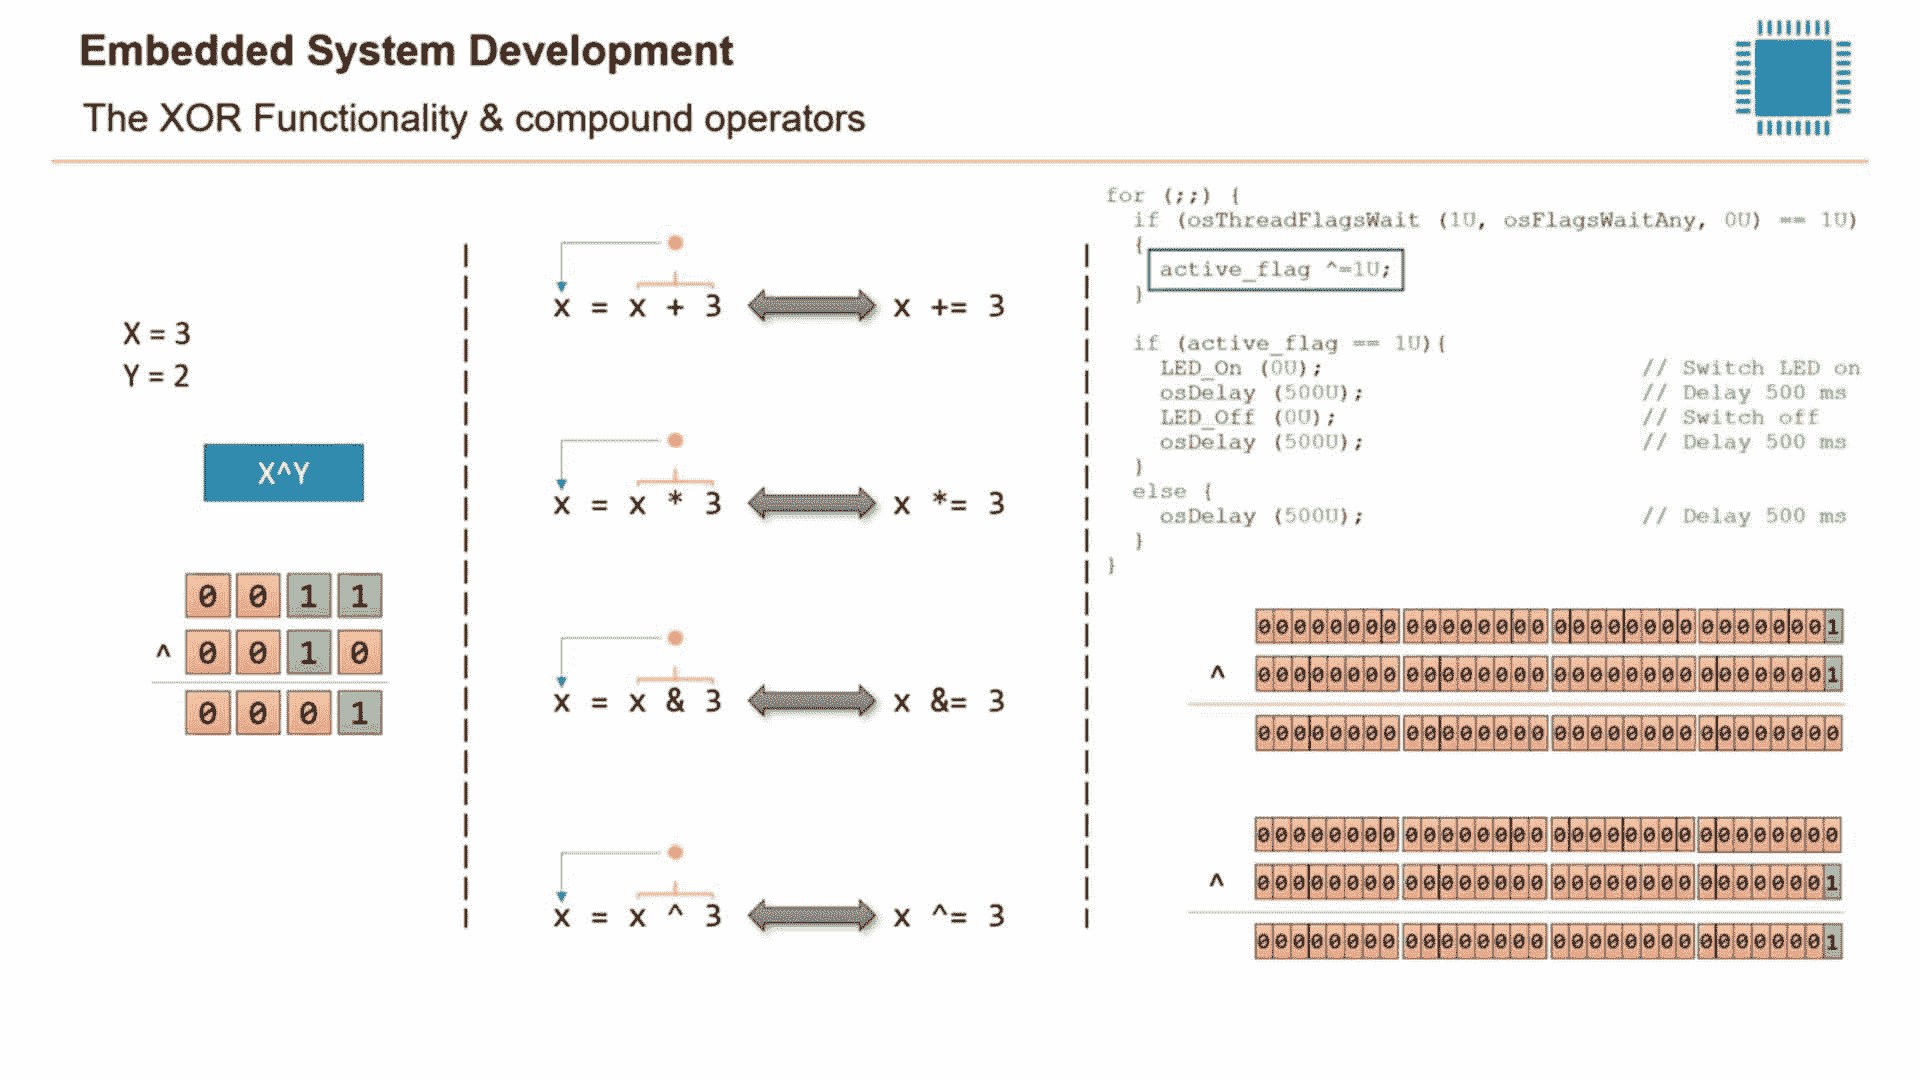 Embedded System Development
The XOR Functionality & compound operators
X = 3
Y = 2
X^Y
0 0 1 1
^ 0 0 1 0
0 0 0 1
x = x + 3 x += 3
x = x * 3 x *= 3
x = x & 3 x &= 3
x = x ^ 3 x ^= 3
for (;;) {
if (osThreadFlagsWait (1U, osFlagsWaitAny, 0U) == 1U)
{
active_flag ^=1U;
}
if (active_flag == 1U){
LED_On (0U); // Switch LED on
osDelay (500U); // Delay 500 ms
LED_Off (0U); // Switch off
osDelay (500U); // Delay 500 ms
}
else {
osDelay (500U); // Delay 500 ms
}
}
00000000 00000000 00000000 00000001
^ 00000000 00000000 00000000 00000001
00000000 00000000 00000000 00000000
00000000 00000000 00000000 00000000
^ 00000000 00000000 00000000 00000001
00000000 00000000 00000000 00000001